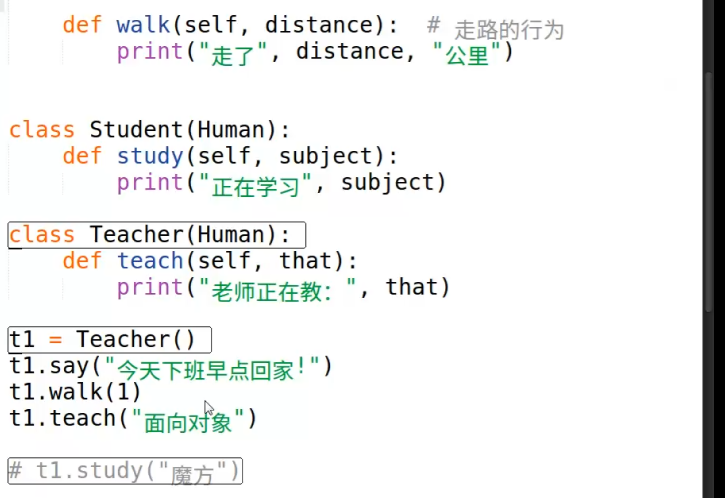 def walk(self, distance):  # 走路的行为
        print("走了", distance, "公里")
class Student(Human):
    def study(self, subject):
        print("正在学习", subject)
class Teacher(Human):
    def teach(self, that):
        print("老师正在教：", that)
t1 = Teacher()
t1.say("今天下班早点回家!")
t1.walk(1)
t1.teach("面向对象")
# t1.study("魔方")